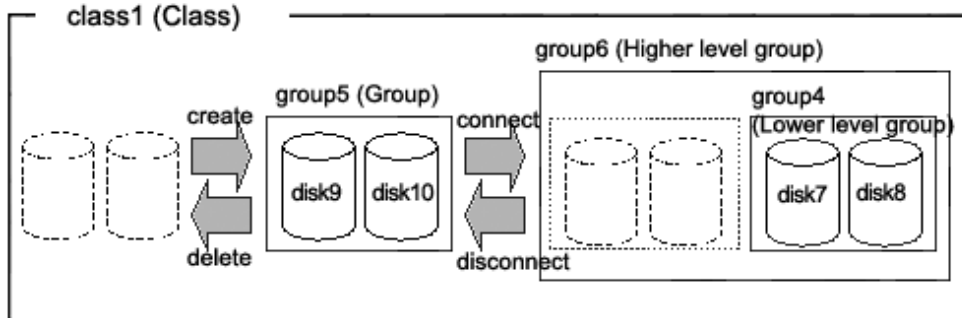 class1 (Class)
group6 (Higher level group)
group5 (Group)
group4
(Lower level group)
create
connect
disk9
disk10
disk7
disk8
delete
disconnect